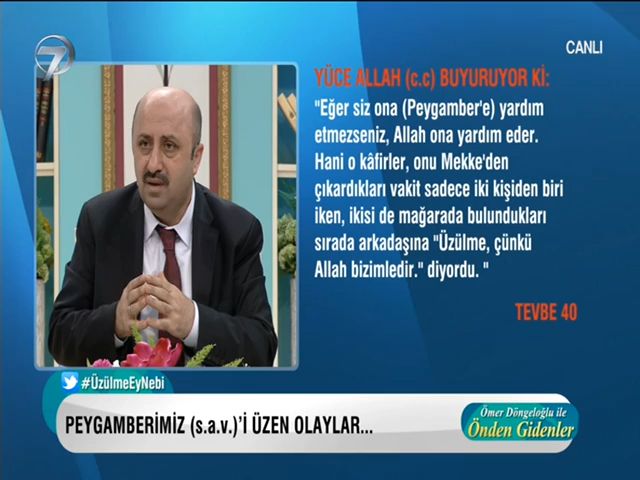 7
CANLI
YÜCE ALLAH (c.c) BUYURUYOR Kİ:
"Eğer siz ona (Peygamber'e) yardım
etmezseniz, Allah ona yardım eder.
Hani o kâfirler, onu Mekke'den
çıkardıkları vakit sadece iki kişiden biri
iken, ikisi de mağarada bulundukları
sırada arkadaşına "Üzülme, çünkü
Allah bizimledir." diyordu. "
TEVBE 40
#ÜzülmeEyNebi
PEYGAMBERİMİZ (s.a.v.)'İ ÜZEN OLAYLAR...
Ömer Döngeloğlu ile
Önden Gidenler